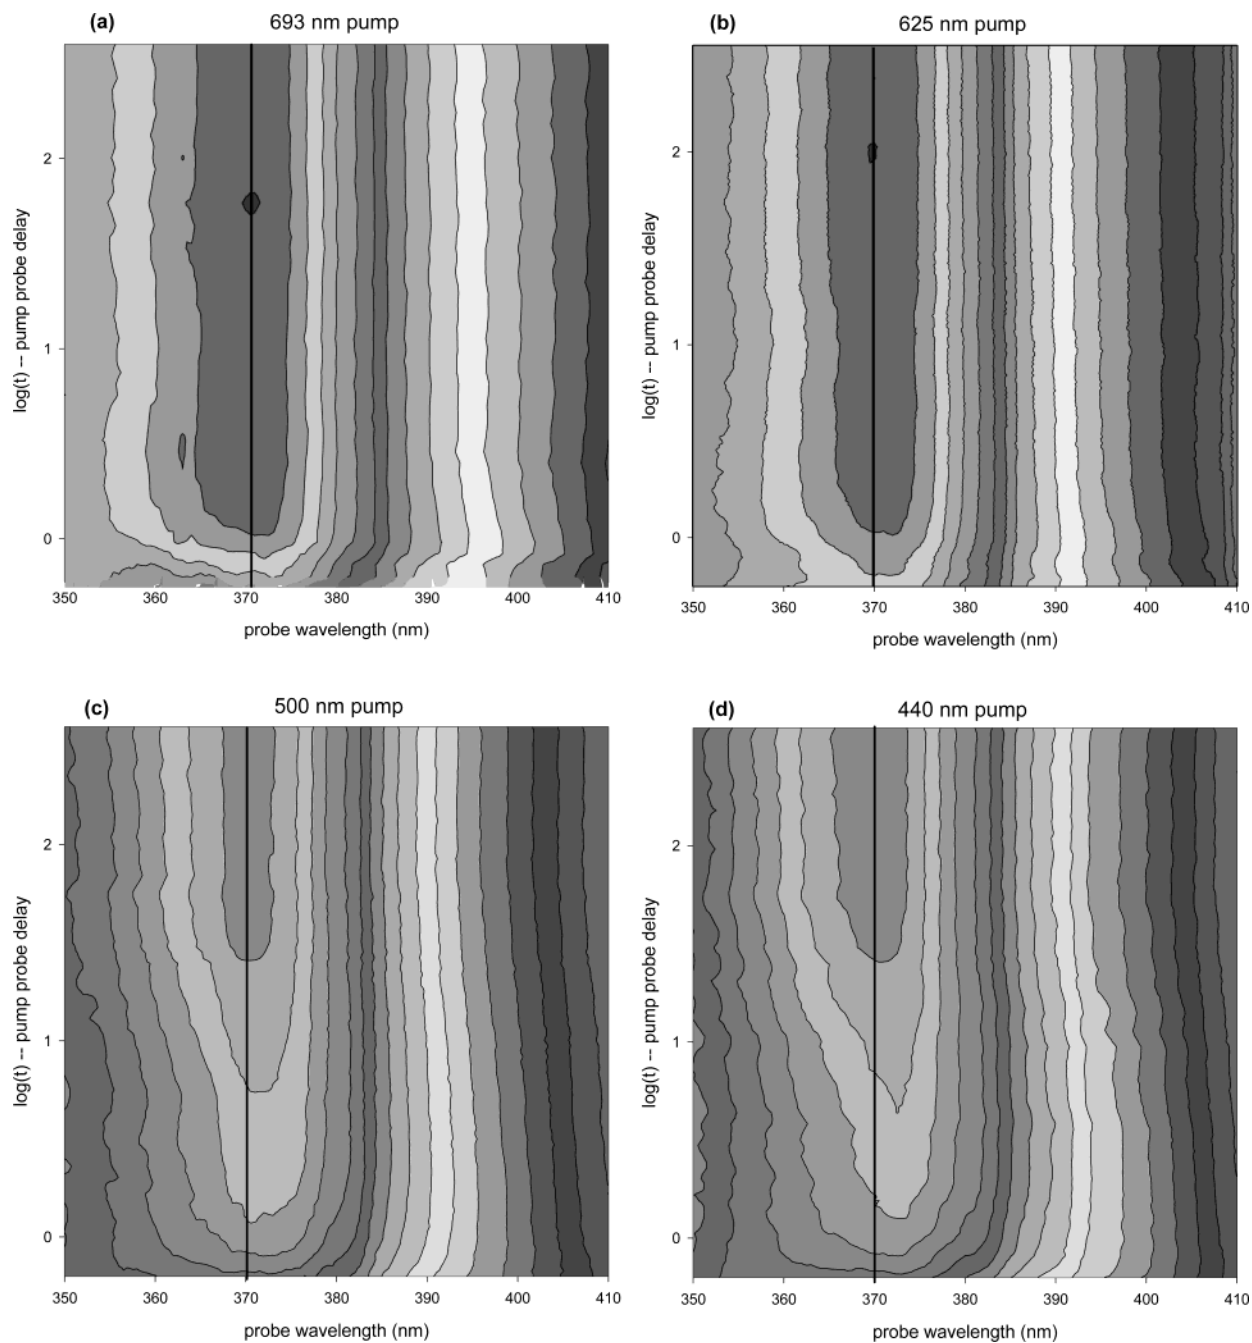 (a) 693 nm pump
log(t) -- pump probe delay
2
1
0
350 360 370 380 390 400 410
probe wavelength (nm)
(b) 625 nm pump
log(t) -- pump probe delay
2
1
0
350 360 370 380 390 400 410
probe wavelength (nm)
(c) 500 nm pump
log(t) -- pump probe delay
2
1
0
350 360 370 380 390 400 410
probe wavelength (nm)
(d) 440 nm pump
log(t) -- pump probe delay
2
1
0
350 360 370 380 390 400 410
probe wavelength (nm)